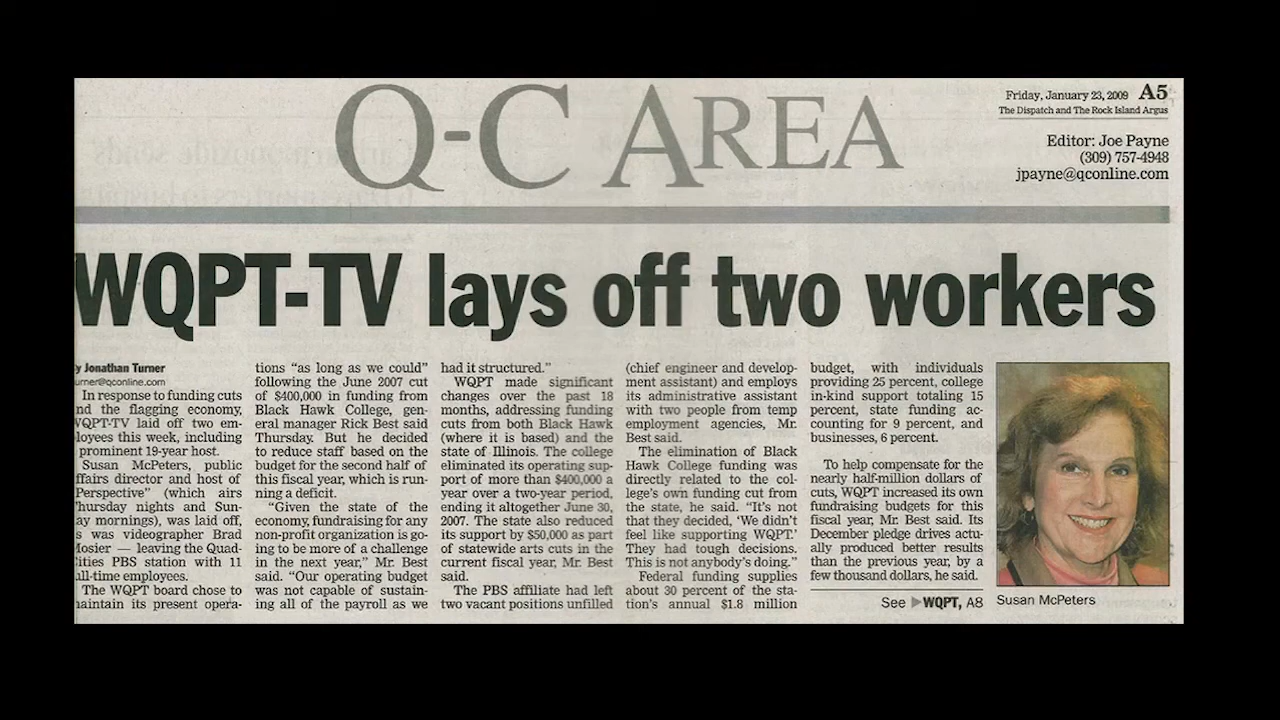 Q-C AREA
Friday, January 23, 2009 A5
The Dispatch and The Rock Island Argus
Editor: Joe Payne
(309) 757-4948
jpayne@qconline.com
WQPT-TV lays off two workers
y Jonathan Turner
urner@qconline.com
In response to funding cuts
nd the flagging economy,
VQPT-TV laid off two em-
loyees this week, including
prominent 19-year host.
Susan McPeters, public
ffairs director and host of
Perspective” (which airs
hursday nights and Sun-
ay mornings), was laid off,
s was videographer Brad
Mosier — leaving the Quad-
ities PBS station with 11
ull-time employees.
The WQPT board chose to
naintain its present opera-
tions “as long as we could”
following the June 2007 cut
of $400,000 in funding from
Black Hawk College, gen-
eral manager Rick Best said
Thursday. But he decided
to reduce staff based on the
budget for the second half of
this fiscal year, which is run-
ning a deficit.
“Given the state of the
economy, fundraising for any
non-profit organization is go-
ing to be more of a challenge
in the next year,” Mr. Best
said. “Our operating budget
was not capable of sustain-
ing all of the payroll as we
had it structured.”
WQPT made significant
changes over the past 18
months, addressing funding
cuts from both Black Hawk
(where it is based) and the
state of Illinois. The college
eliminated its operating sup-
port of more than $400,000 a
year over a two-year period,
ending it altogether June 30,
2007. The state also reduced
its support by $50,000 as part
of statewide arts cuts in the
current fiscal year, Mr. Best
said.
The PBS affiliate had left
two vacant positions unfilled
(chief engineer and develop-
ment assistant) and employs
its administrative assistant
with two people from temp
employment agencies, Mr.
Best said.
The elimination of Black
Hawk College funding was
directly related to the col-
lege’s own funding cut from
the state, he said. “It’s not
that they decided, ‘We didn’t
feel like supporting WQPT.’
They had tough decisions.
This is not anybody’s doing.”
Federal funding supplies
about 30 percent of the sta-
tion’s annual $1.8 million
budget, with individuals
providing 25 percent, college
in-kind support totaling 15
percent, state funding ac-
counting for 9 percent, and
businesses, 6 percent.
To help compensate for the
nearly half-million dollars of
cuts, WQPT increased its own
fundraising budgets for this
fiscal year, Mr. Best said. Its
December pledge drives actu-
ally produced better results
than the previous year, by a
few thousand dollars, he said.
See WQPT, A8
Susan McPeters